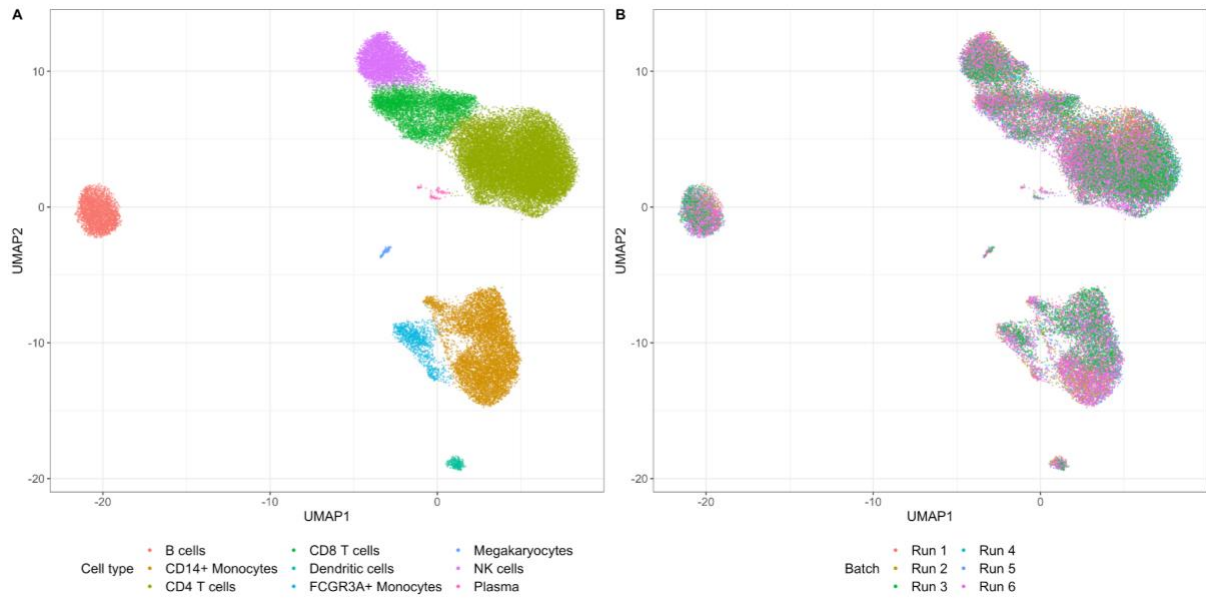 A
B
10
0
-10
-20
UMAP2
-20
-10
0
UMAP1
10
0
-10
-20
UMAP2
-20
-10
0
UMAP1
Cell type
B cells
CD14+ Monocytes
CD4 T cells
CD8 T cells
Dendritic cells
FCGR3A+ Monocytes
Megakaryocytes
NK cells
Plasma
Batch
Run 1
Run 2
Run 3
Run 4
Run 5
Run 6